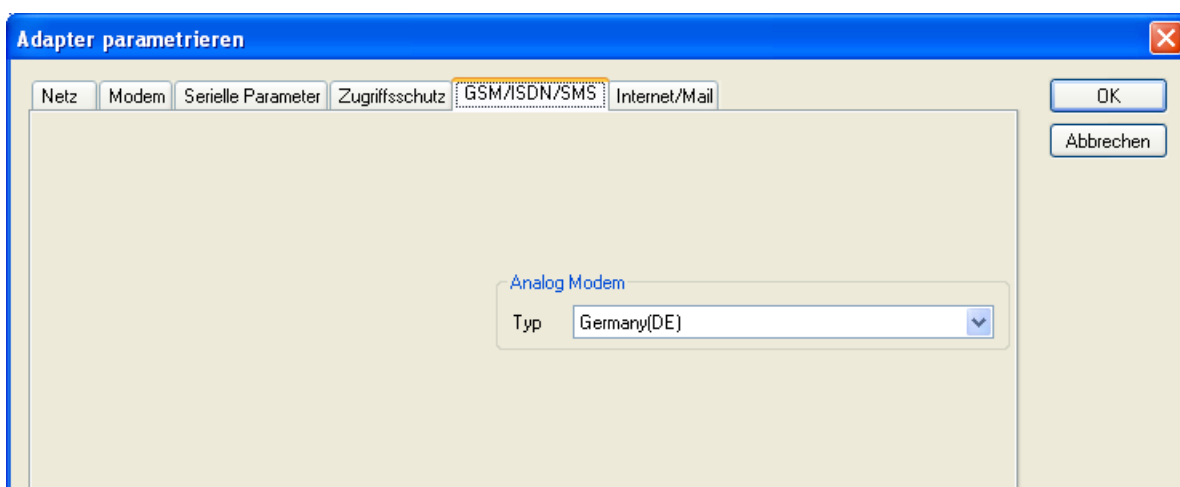 Adapter parametrieren
Netz Modem Serielle Parameter Zugriffsschutz GSM/ISDN/SMS Internet/Mail
OK
Abbrechen
Analog Modem
Typ Germany(DE)